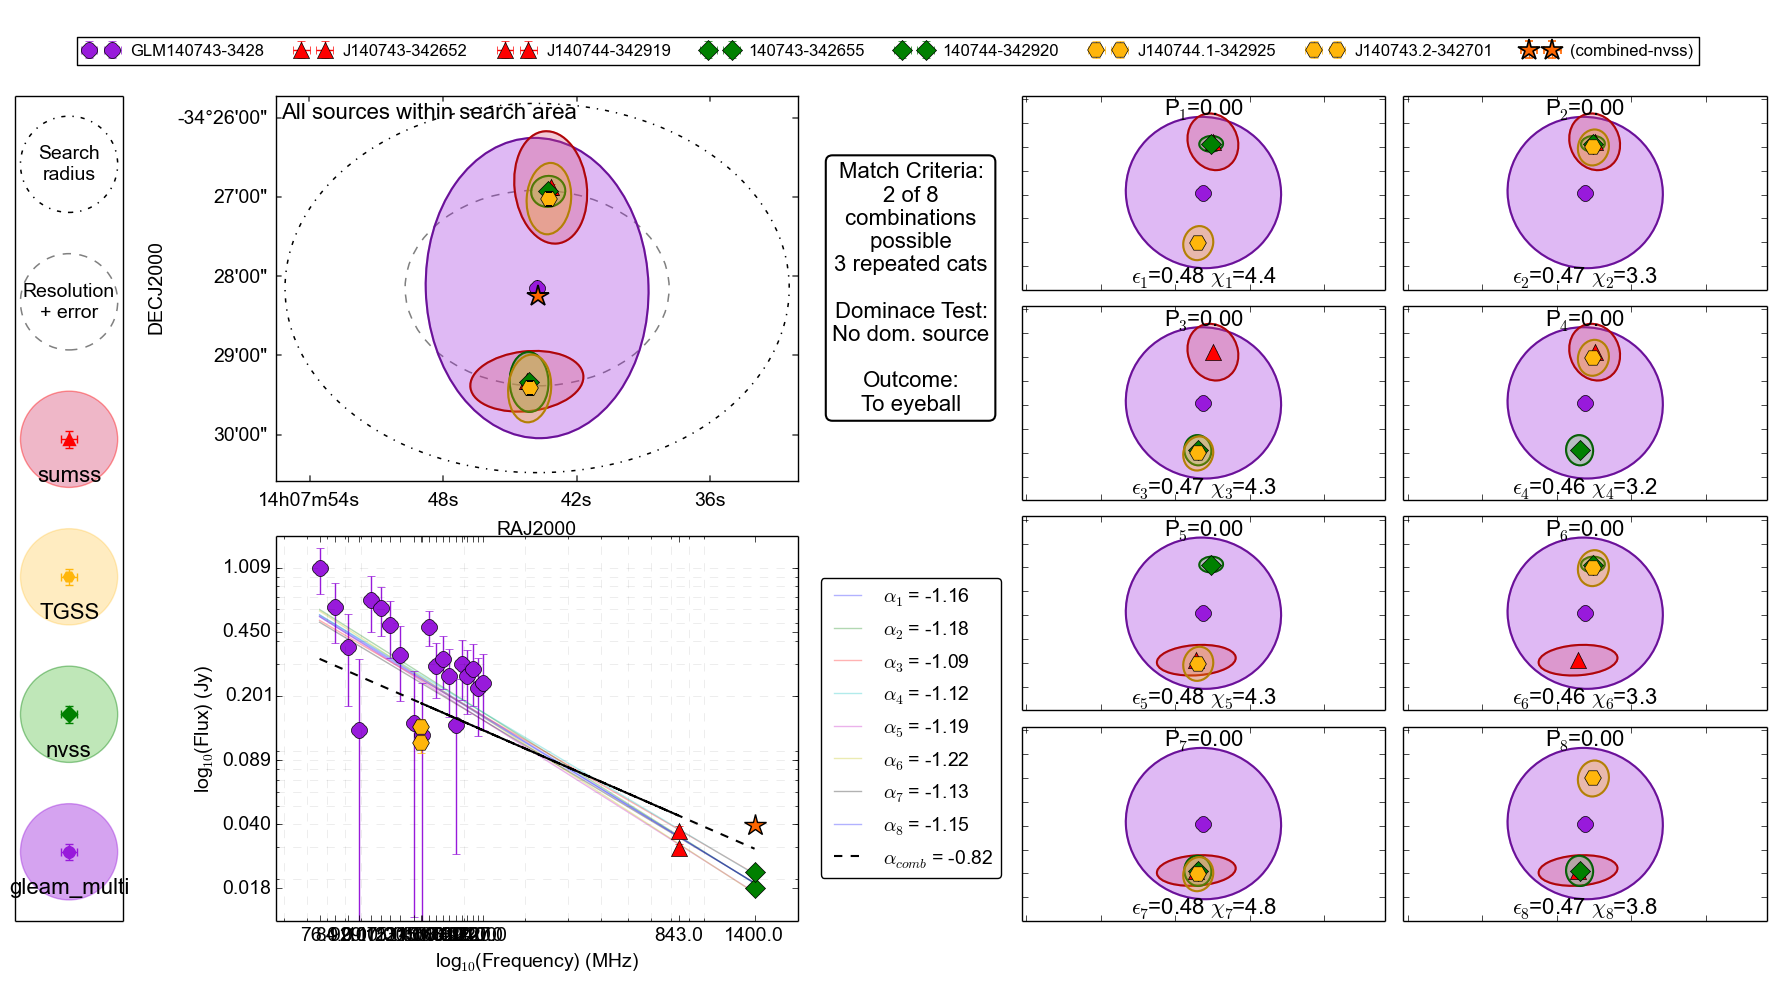 GLM140743-3428 J140743-342652 J140744-342919 140743-342655 140744-342920 J140744.1-342925 J140743.2-342701 (combined-nvss)
Search
radius
Resolution
+ error
sumss
TGSS
nvss
gleam_multi
All sources within search area
-34°26'00"
27'00"
28'00"
29'00"
30'00"
DECJ2000
14h07m54s 48s 42s 36s
RAJ2000
Match Criteria:
2 of 8
combinations
possible
3 repeated cats
Dominace Test:
No dom. source
Outcome:
To eyeball
1.009
0.450
0.201
0.089
0.040
0.018
log₁₀(Flux) (Jy)
843.0 1400.0
log₁₀(Frequency) (MHz)
α₁ = -1.16
α₂ = -1.18
α₃ = -1.09
α₄ = -1.12
α₅ = -1.19
α₆ = -1.22
α₇ = -1.13
α₈ = -1.15
α_comb = -0.82
P₁=0.00
ϵ₁=0.48 χ₁=4.4
P₂=0.00
ϵ₂=0.47 χ₂=3.3
P₃=0.00
ϵ₃=0.47 χ₃=4.3
P₄=0.00
ϵ₄=0.46 χ₄=3.2
P₅=0.00
ϵ₅=0.48 χ₅=4.3
P₆=0.00
ϵ₆=0.46 χ₆=3.3
P₇=0.00
ϵ₇=0.48 χ₇=4.8
P₈=0.00
ϵ₈=0.47 χ₈=3.8